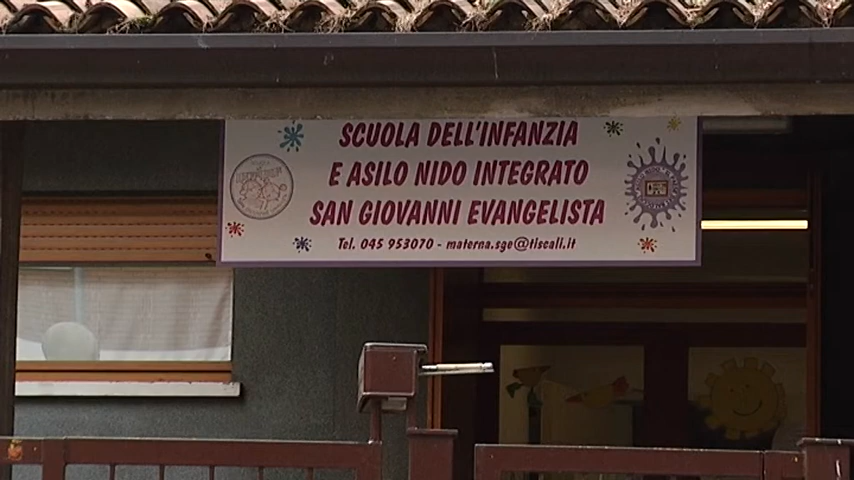 SCUOLA DELL'INFANZIA
E ASILO NIDO INTEGRATO
SAN GIOVANNI EVANGELISTA
Tel. 045 953070 - materna.sge@tiscali.it